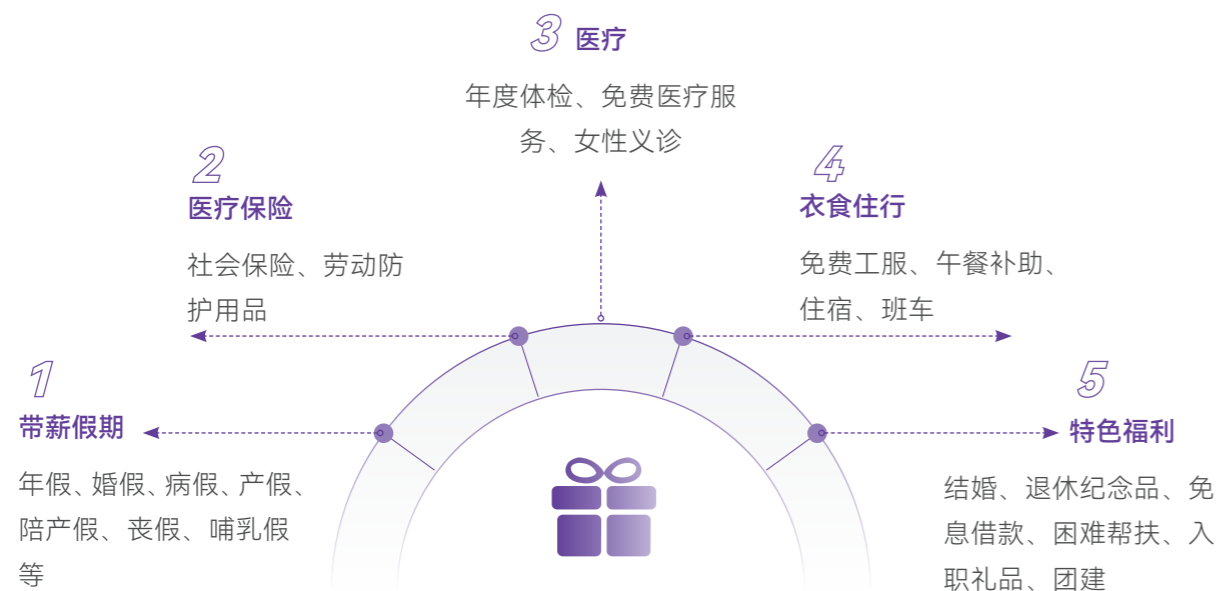 1
带薪假期
年假、婚假、病假、产假、
陪产假、丧假、哺乳假
等
2
医疗保险
社会保险、劳动防
护用品
3 医疗
年度体检、免费医疗服
务、女性义诊
4
衣食住行
免费工服、午餐补助、
住宿、班车
5
特色福利
结婚、退休纪念品、免
息借款、困难帮扶、入
职礼品、团建